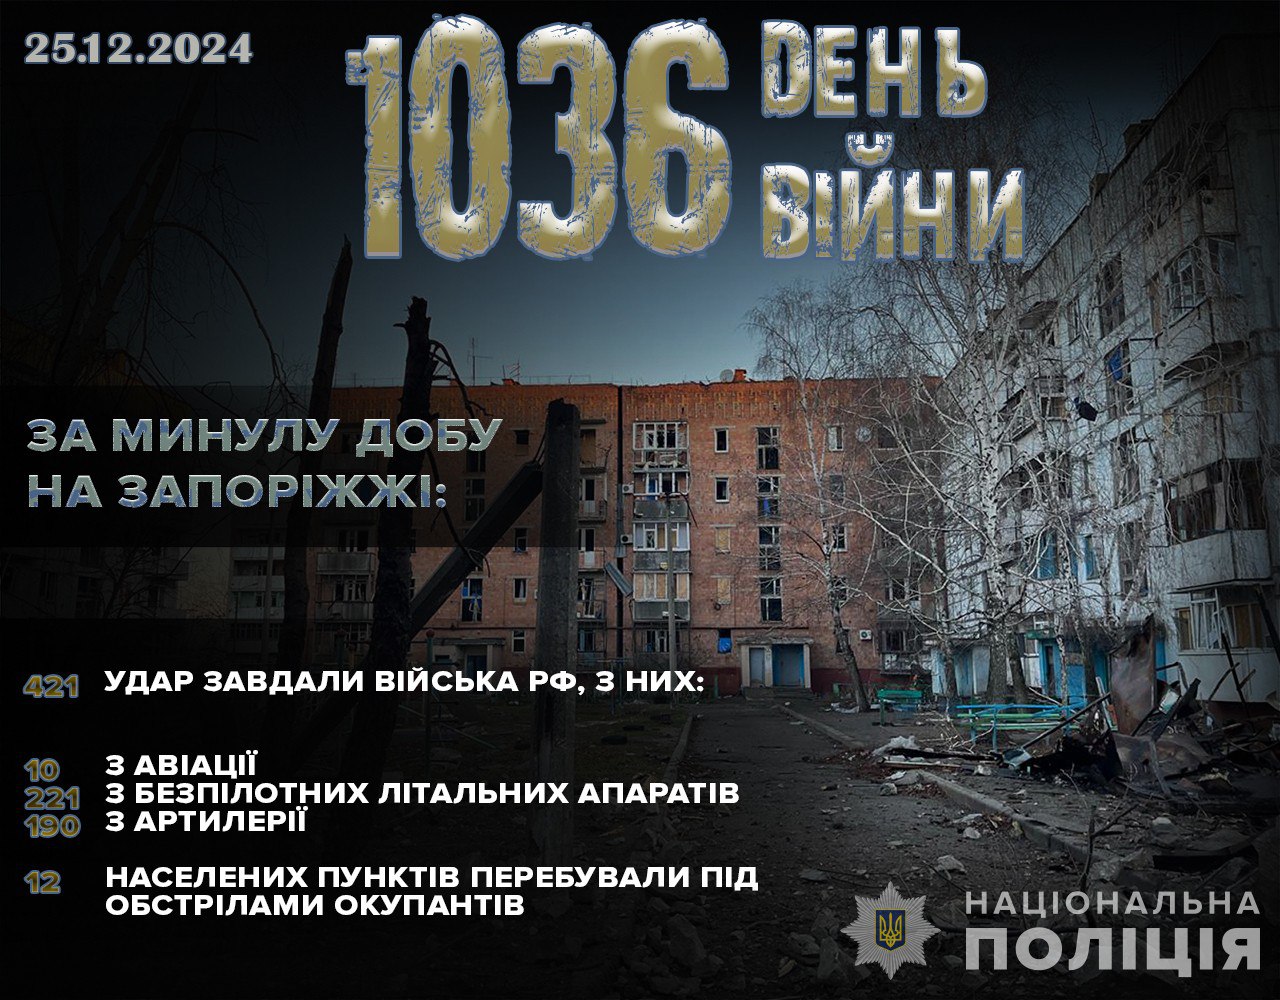 25.12.2024
1036
DЕНЬ
ВІЙНИ
ЗА МИНУЛУ ДОБУ
НА ЗАПОРІЖЖІ:
421 УДАР ЗАВДАЛИ ВІЙСЬКА РФ, З НИХ:
10 З АВІАЦІЇ
221 З БЕЗПІЛОТНИХ ЛІТАЛЬНИХ АПАРАТІВ
190 З АРТИЛЕРІЇ
12 НАСЕЛЕНИХ ПУНКТІВ ПЕРЕБУВАЛИ ПІД
ОБСТРІЛАМИ ОКУПАНТІВ
НАЦІОНАЛЬНА
ПОЛІЦІЯ